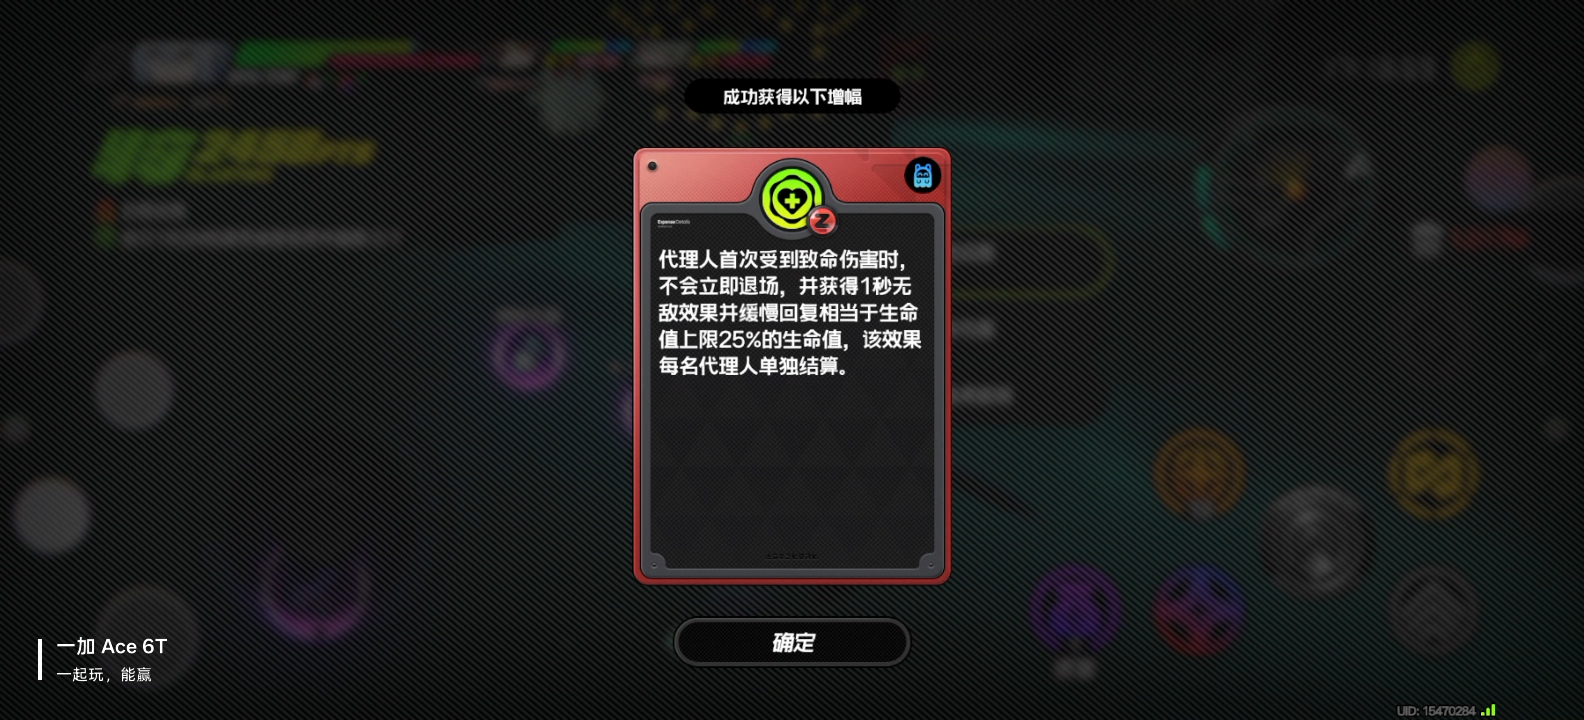 成功获得以下增幅
代理人首次受到致命伤害时，
不会立即退场，并获得1秒无
敌效果并缓慢回复相当于生命
值上限25%的生命值，该效果
每名代理人单独结算。
确定
一加 Ace 6T
一起玩，能赢
UID: 15470284